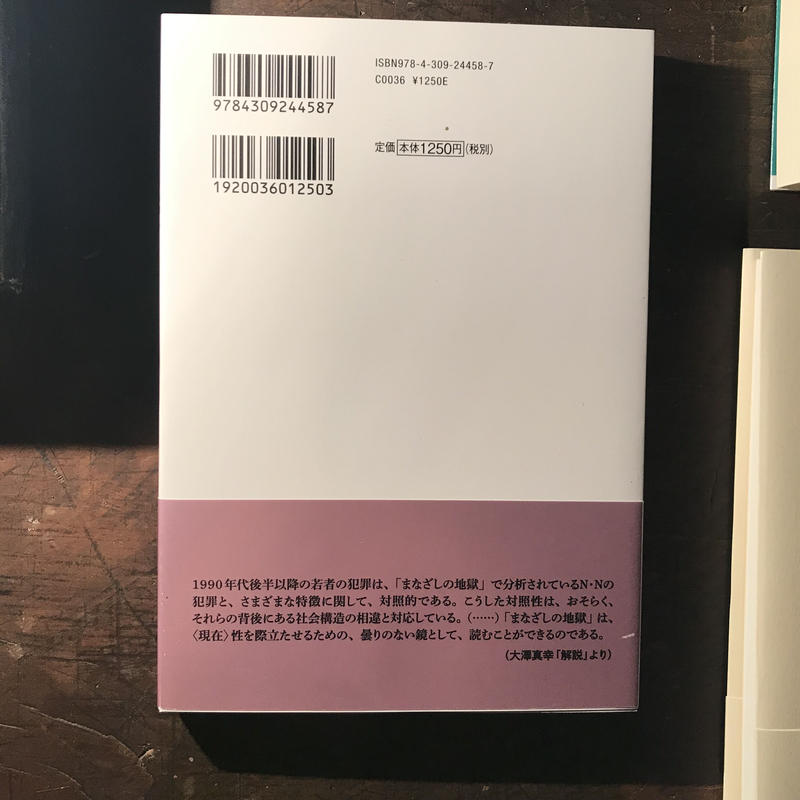 ISBN978-4-309-24458-7
C0036 ¥1250E
9784309244587
定価 本体1250円(税別)
1920036012503
1990年代後半以降の若者の犯罪は、「まなざしの地獄」で分析されているN・Nの
犯罪と、さまざまな特徴に関して、対照的である。こうした対照性は、おそらく、
それらの背後にある社会構造の相違と対応している。(……)「まなざしの地獄」は、
〈現在〉性を際立たせるための、曇りのない鏡として、読むことができるのである。
(大澤真幸「解説」より)